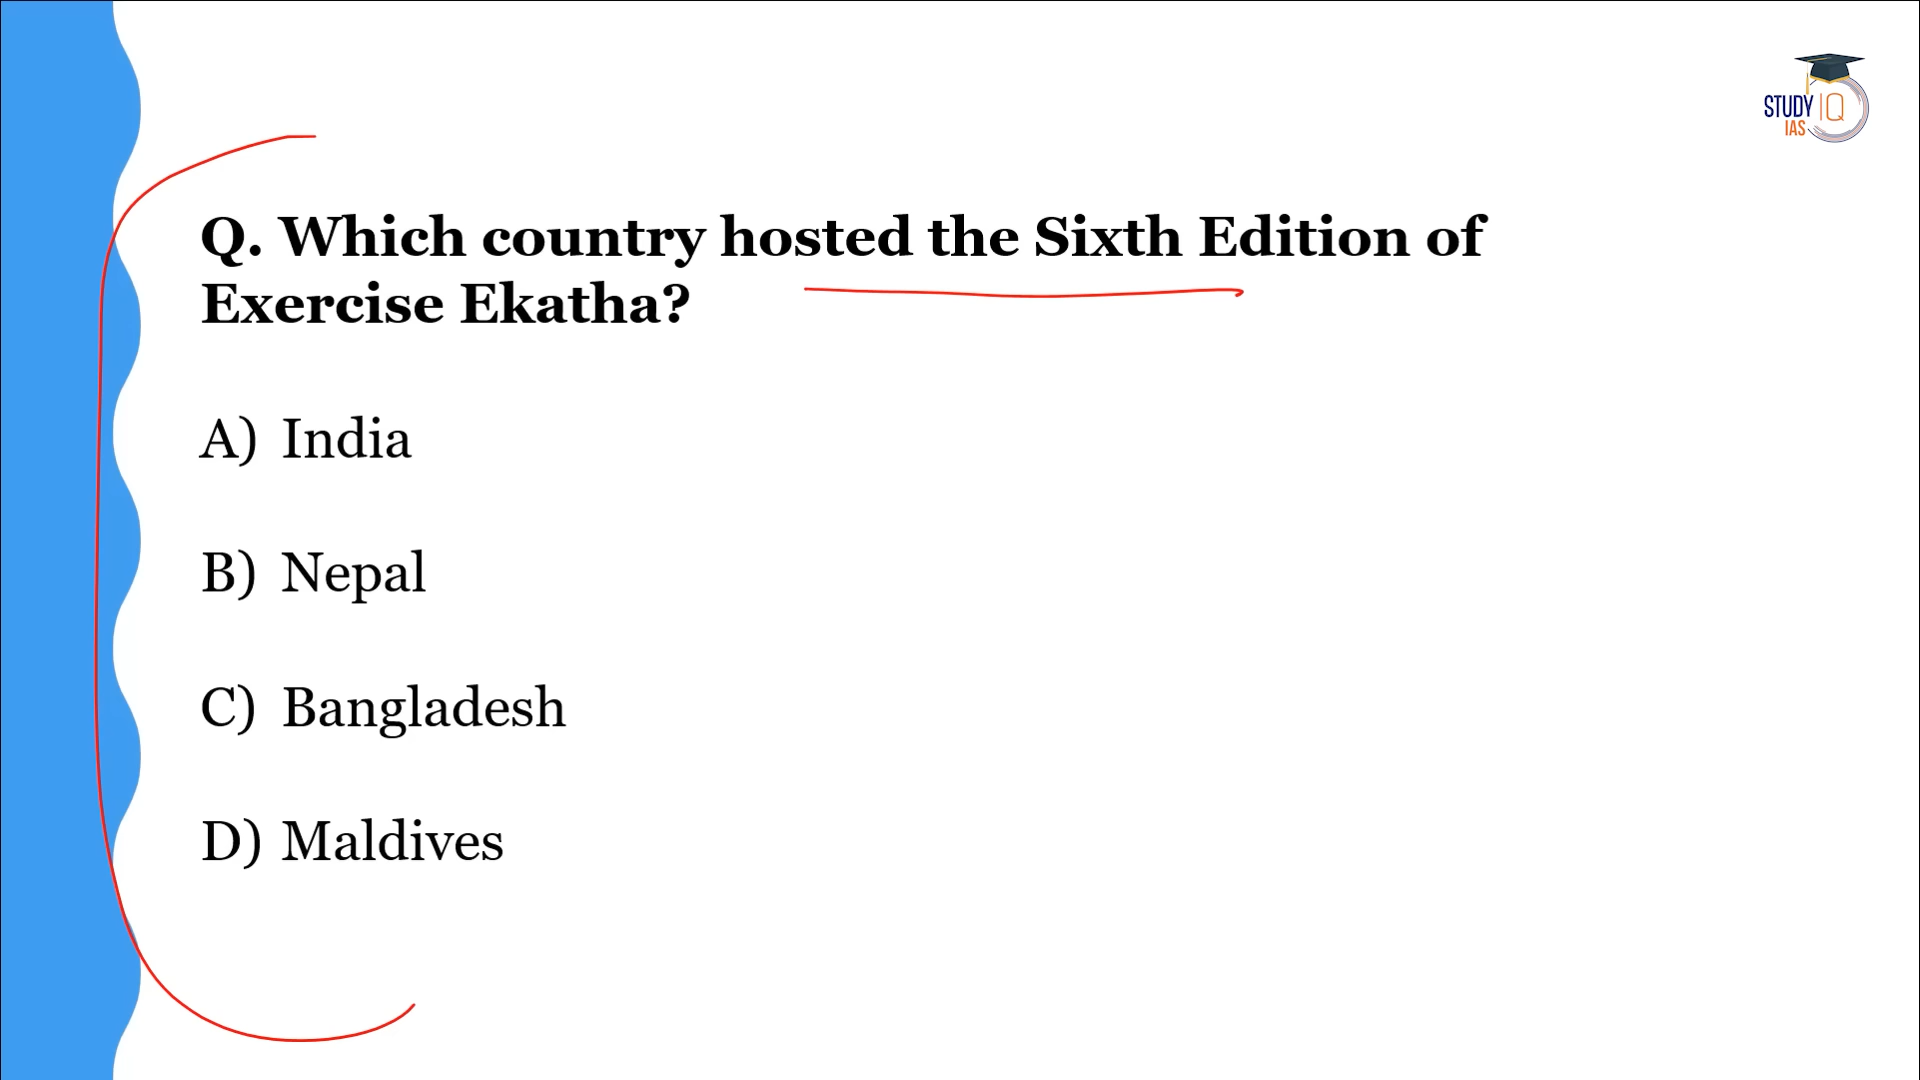 STUDY IQ
IAS
Q. Which country hosted the Sixth Edition of
Exercise Ekatha?
A) India
B) Nepal
C) Bangladesh
D) Maldives